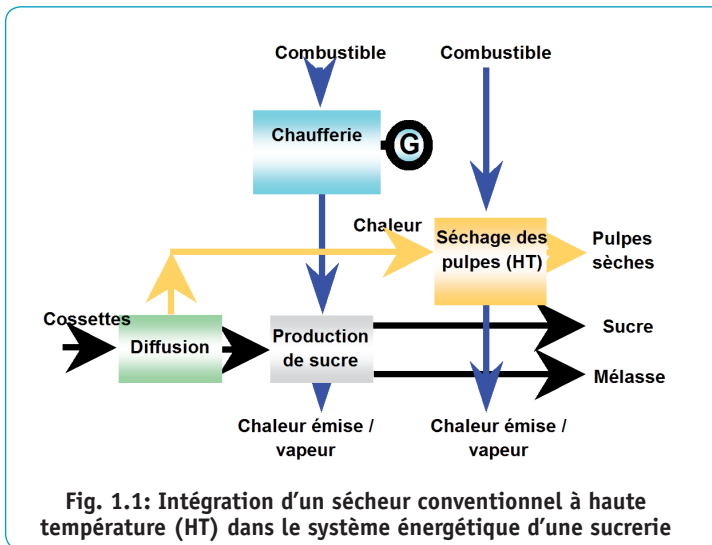 Combustible
Combustible
Chaufferie
G
Chaleur
Séchage des
pulpes (HT)
Pulpes
sèches
Cossettes
Diffusion
Production
de sucre
Sucre
Mélasse
Chaleur émise /
vapeur
Chaleur émise /
vapeur
Fig. 1.1: Intégration d'un sécheur conventionnel à haute
température (HT) dans le système énergétique d'une sucrerie